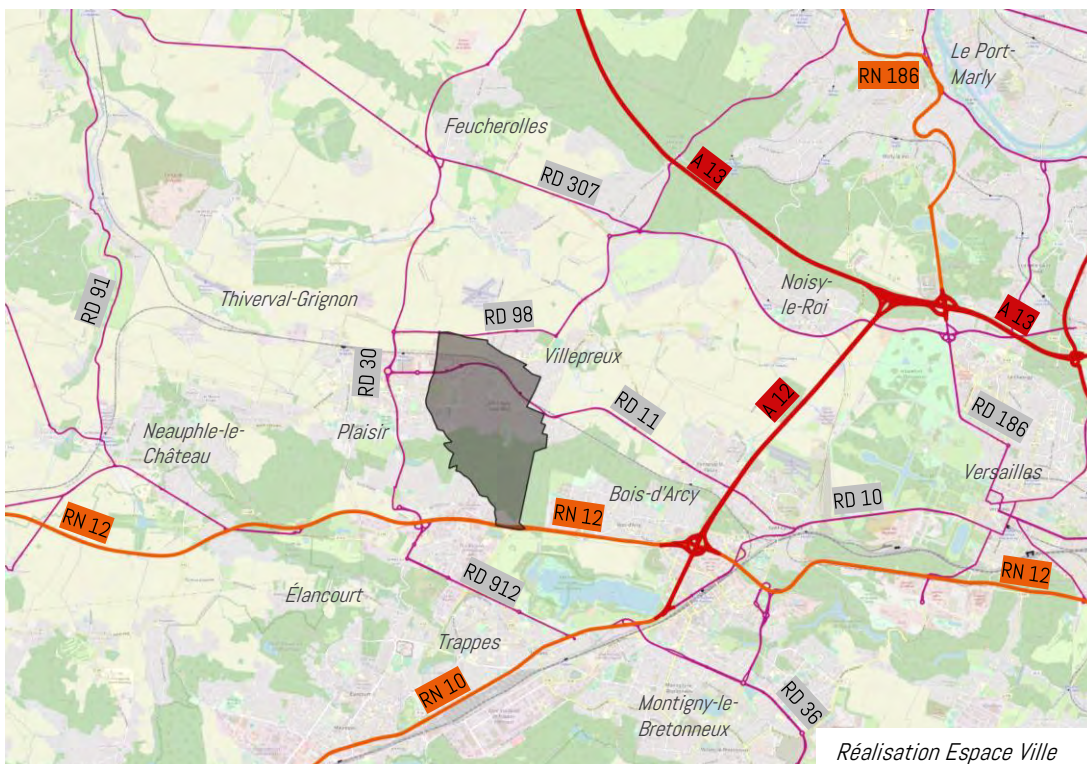 Le Port-
Marly
RN 186
Feucherolles
A 13
RD 307
RD 91
Thiverval-Grignon
Noisy-
le-Roi
A 13
RD 98
Villepreux
RD 30
A 12
RD 11
RD 186
Neauphle-le-
Château
Plaisir
Versailles
Bois-d'Arcy
RD 10
RN 12
RN 12
RN 12
RD 912
Élancourt
Trappes
RN 10
Montigny-le-
Bretonneux
RD 36
Réalisation Espace Ville